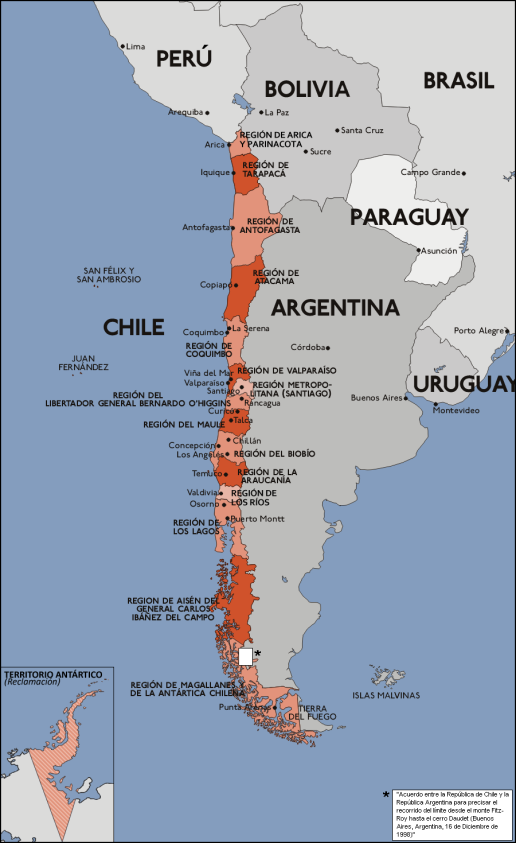 Lima
PERÚ
BOLIVIA
BRASIL
Arequiba
La Paz
Santa Cruz
Arica
REGIÓN DE ARICA
Y PARINACOTA
Sucre
Iquique
REGIÓN DE
TARAPACÁ
Campo Grande
PARAGUAY
Antofagasta
REGIÓN DE
ANTOFAGASTA
Asunción
SAN FÉLIX Y
SAN AMBROSIO
Copiapó
REGIÓN DE
ATACAMA
ARGENTINA
CHILE
La Serena
Coquimbo
Porto Alegre
REGIÓN DE
COQUIMBO
Córdoba
JUAN
FERNÁNDEZ
Viña del Mar
REGIÓN DE VALPARAÍSO
Valparaíso
Santiago
REGIÓN METROPO-
LITANA (SANTIAGO)
URUGUAY
REGIÓN DEL
LIBERTADOR GENERAL BERNARDO O'HIGGINS
Rancagua
Buenos Aires
Montevideo
Curicó
REGIÓN DEL MAULE
Talca
Chillán
Concepción
Los Angeles
REGIÓN DEL BIOBÍO
Temuco
REGIÓN DE LA
ARAUCANÍA
Valdivia
REGIÓN DE
LOS RÍOS
Osorno
Puerto Montt
REGIÓN DE
LOS LAGOS
REGION DE AISÉN DEL
GENERAL CARLOS
IBÁÑEZ DEL CAMPO
*
TERRITORIO ANTÁRTICO
(Reclamación)
REGIÓN DE MAGALLANES Y
DE LA ANTÁRTICA CHILENA
ISLAS MALVINAS
Punta Arenas
TIERRA
DEL FUEGO
* "Acuerdo entre la República de Chile y la
República Argentina para precisar el
recorrido del límite desde el monte Fitz-
Roy hasta el cerro Daudet (Buenos
Aires, Argentina, 16 de Diciembre de
1998)"